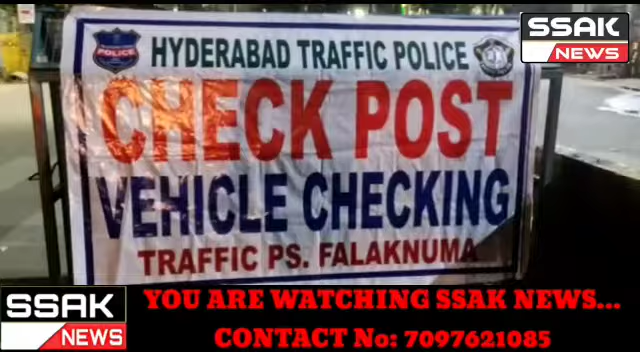 SSAK
NEWS
POLICE
HYDERABAD TRAFFIC POLICE
CHECK POST
VEHICLE CHECKING
TRAFFIC PS. FALAKNUMA
SSAK
NEWS
YOU ARE WATCHING SSAK NEWS...
CONTACT No: 7097621085